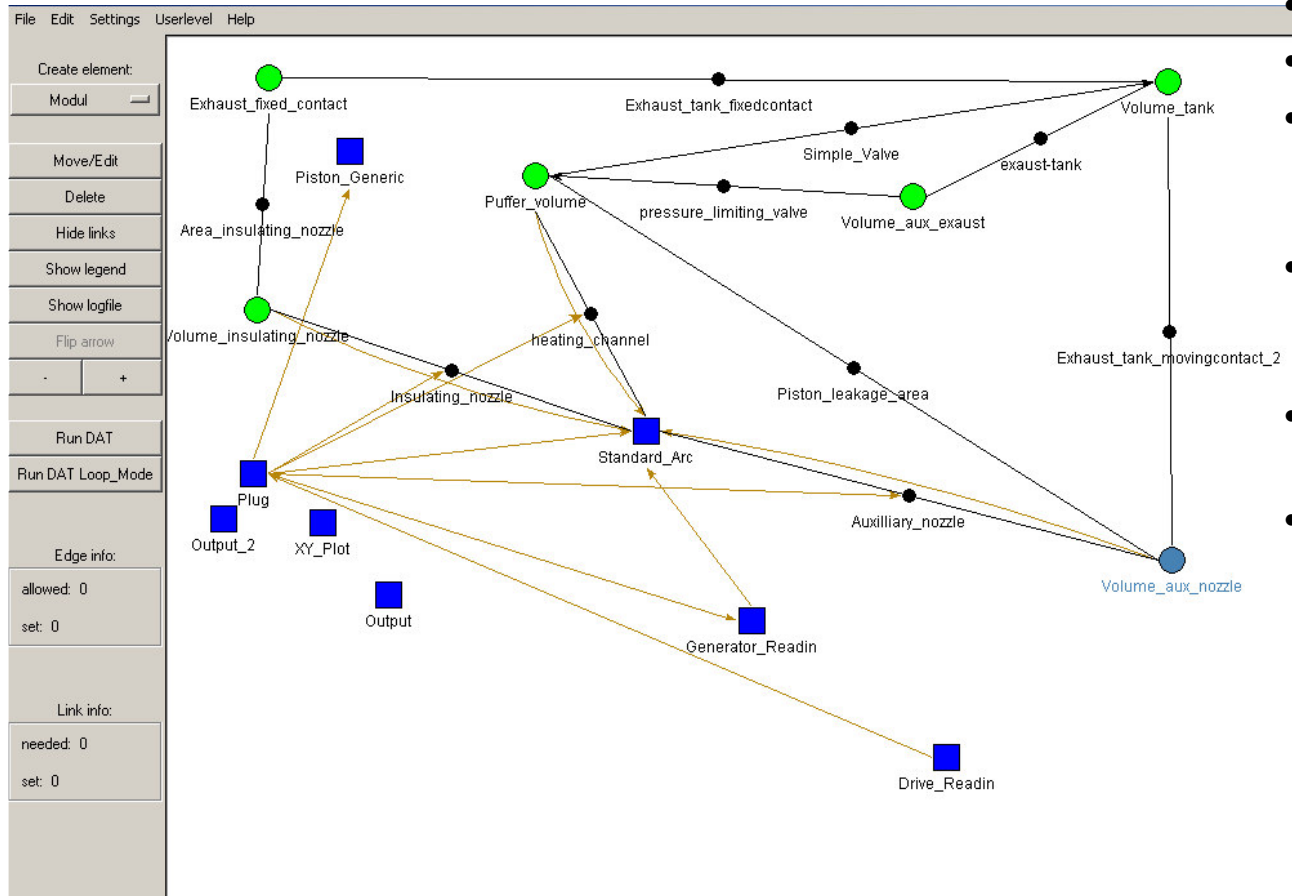 File Edit Settings Userlevel Help
Create element:
Modul
Move/Edit
Delete
Hide links
Show legend
Show logfile
Flip arrow
- +
Run DAT
Run DAT Loop_Mode
Edge info:
allowed: 0
set: 0
Link info:
needed: 0
set: 0
Exhaust_fixed_contact
Exhaust_tank_fixedcontact
Volume_tank
Simple_Valve
exaust-tank
Piston_Generic
Puffer_volume
pressure_limiting_valve
Volume_aux_exaust
Area_insulating_nozzle
Volume_insulating_nozzle
heating_channel
Exhaust_tank_movingcontact_2
Insulating_nozzle
Piston_leakage_area
Standard_Arc
Plug
Auxilliary_nozzle
Output_2
XY_Plot
Volume_aux_nozzle
Output
Generator_Readin
Drive_Readin